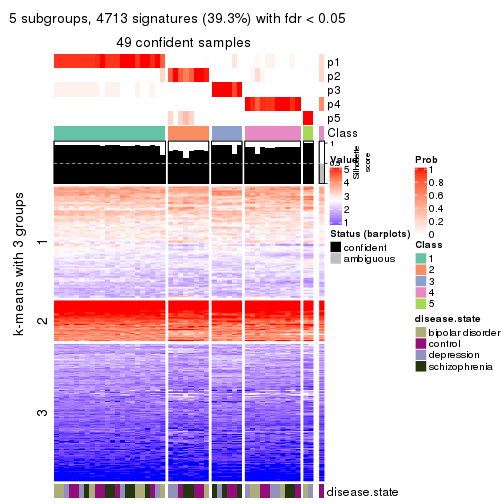 5 subgroups, 4713 signatures (39.3%) with fdr < 0.05
49 confident samples
p1
p2
p3
p4
p5
Class
1
0.5
0
Silhouette
score
k-means with 3 groups
1
2
3
disease.state
Value
5
4
3
2
1
Status (barplots)
confident
ambiguous
Prob
1
0.8
0.6
0.4
0.2
0
Class
1
2
3
4
5
disease.state
bipolar disorder
control
depression
schizophrenia